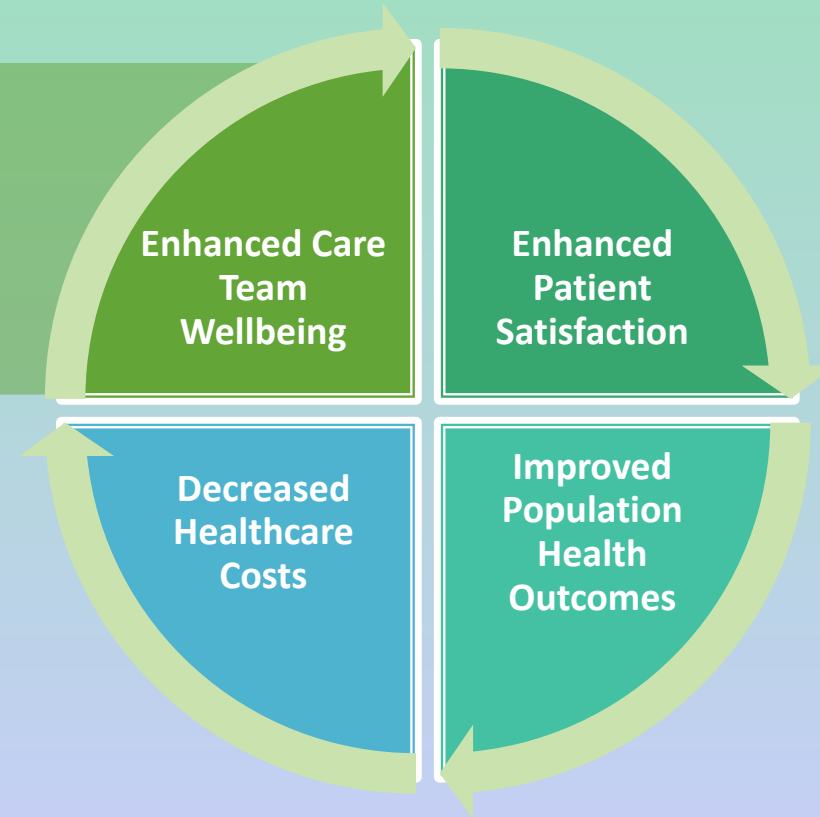 Enhanced Care
Team
Wellbeing
Enhanced
Patient
Satisfaction
Decreased
Healthcare
Costs
Improved
Population
Health
Outcomes